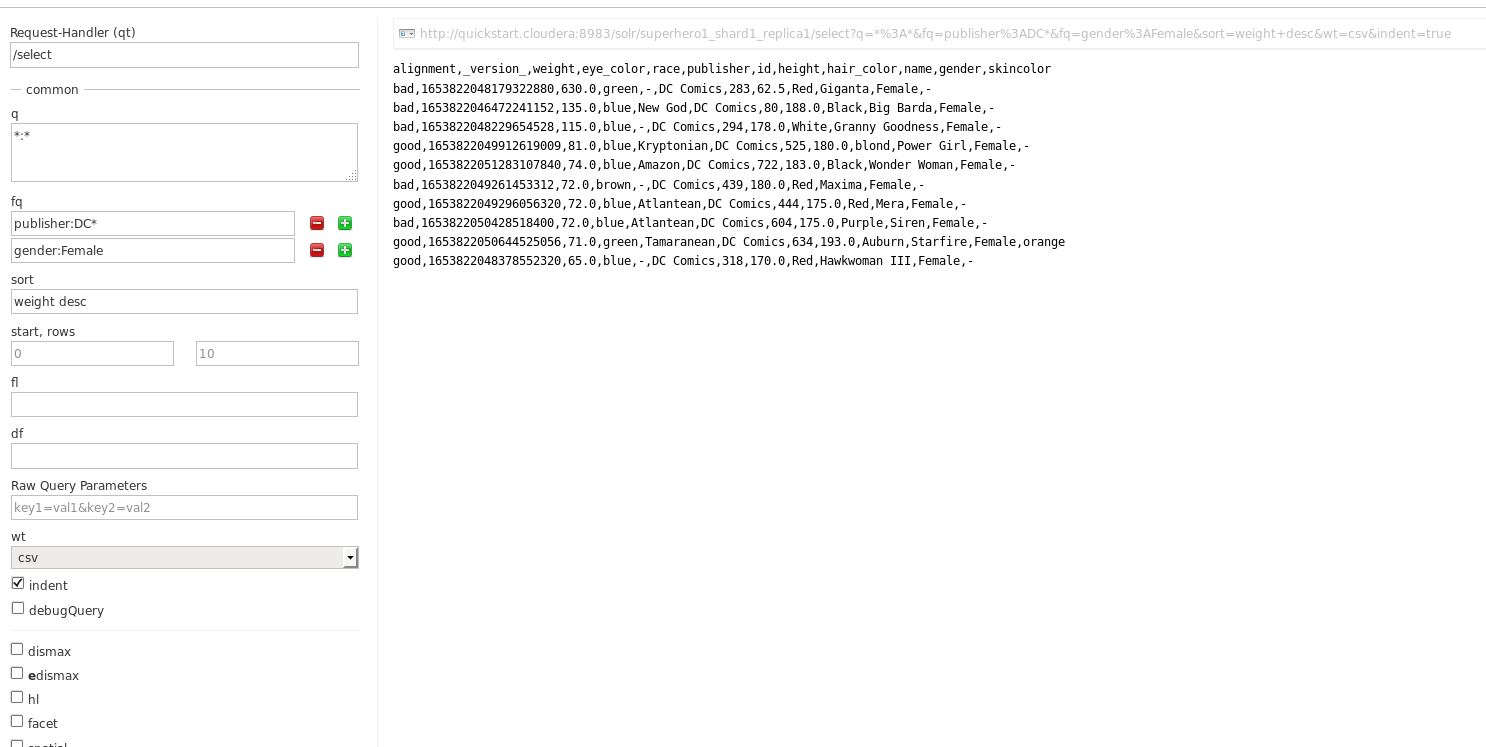 Request-Handler (qt)
/select
common
q
*:*
fq
publisher:DC*
gender:Female
sort
weight desc
start, rows
0 10
fl
df
Raw Query Parameters
key1=val1&key2=val2
wt
csv
indent
debugQuery
dismax
edismax
hl
facet
spatial
http://quickstart.cloudera:8983/solr/superhero1_shard1_replica1/select?q=*%3A*&fq=publisher%3ADC*&fq=gender%3AFemale&sort=weight+desc&wt=csv&indent=true
alignment,_version_,weight,eye_color,race,publisher,id,height,hair_color,name,gender,skincolor
bad,1653822048179322880,630.0,green,-,DC Comics,283,62.5,Red,Giganta,Female,-
bad,1653822046472241152,135.0,blue,New God,DC Comics,80,188.0,Black,Big Barda,Female,-
bad,1653822048229654528,115.0,blue,-,DC Comics,294,178.0,White,Granny Goodness,Female,-
good,1653822049912619009,81.0,blue,Kryptonian,DC Comics,525,180.0,blond,Power Girl,Female,-
good,1653822051283107840,74.0,blue,Amazon,DC Comics,722,183.0,Black,Wonder Woman,Female,-
bad,1653822049261453312,72.0,brown,-,DC Comics,439,180.0,Red,Maxima,Female,-
good,1653822049296056320,72.0,blue,Atlantean,DC Comics,444,175.0,Red,Mera,Female,-
bad,1653822050428518400,72.0,blue,Atlantean,DC Comics,604,175.0,Purple,Siren,Female,-
good,1653822050644525056,71.0,green,Tamaranean,DC Comics,634,193.0,Auburn,Starfire,Female,orange
good,1653822048378552320,65.0,blue,-,DC Comics,318,170.0,Red,Hawkwoman III,Female,-